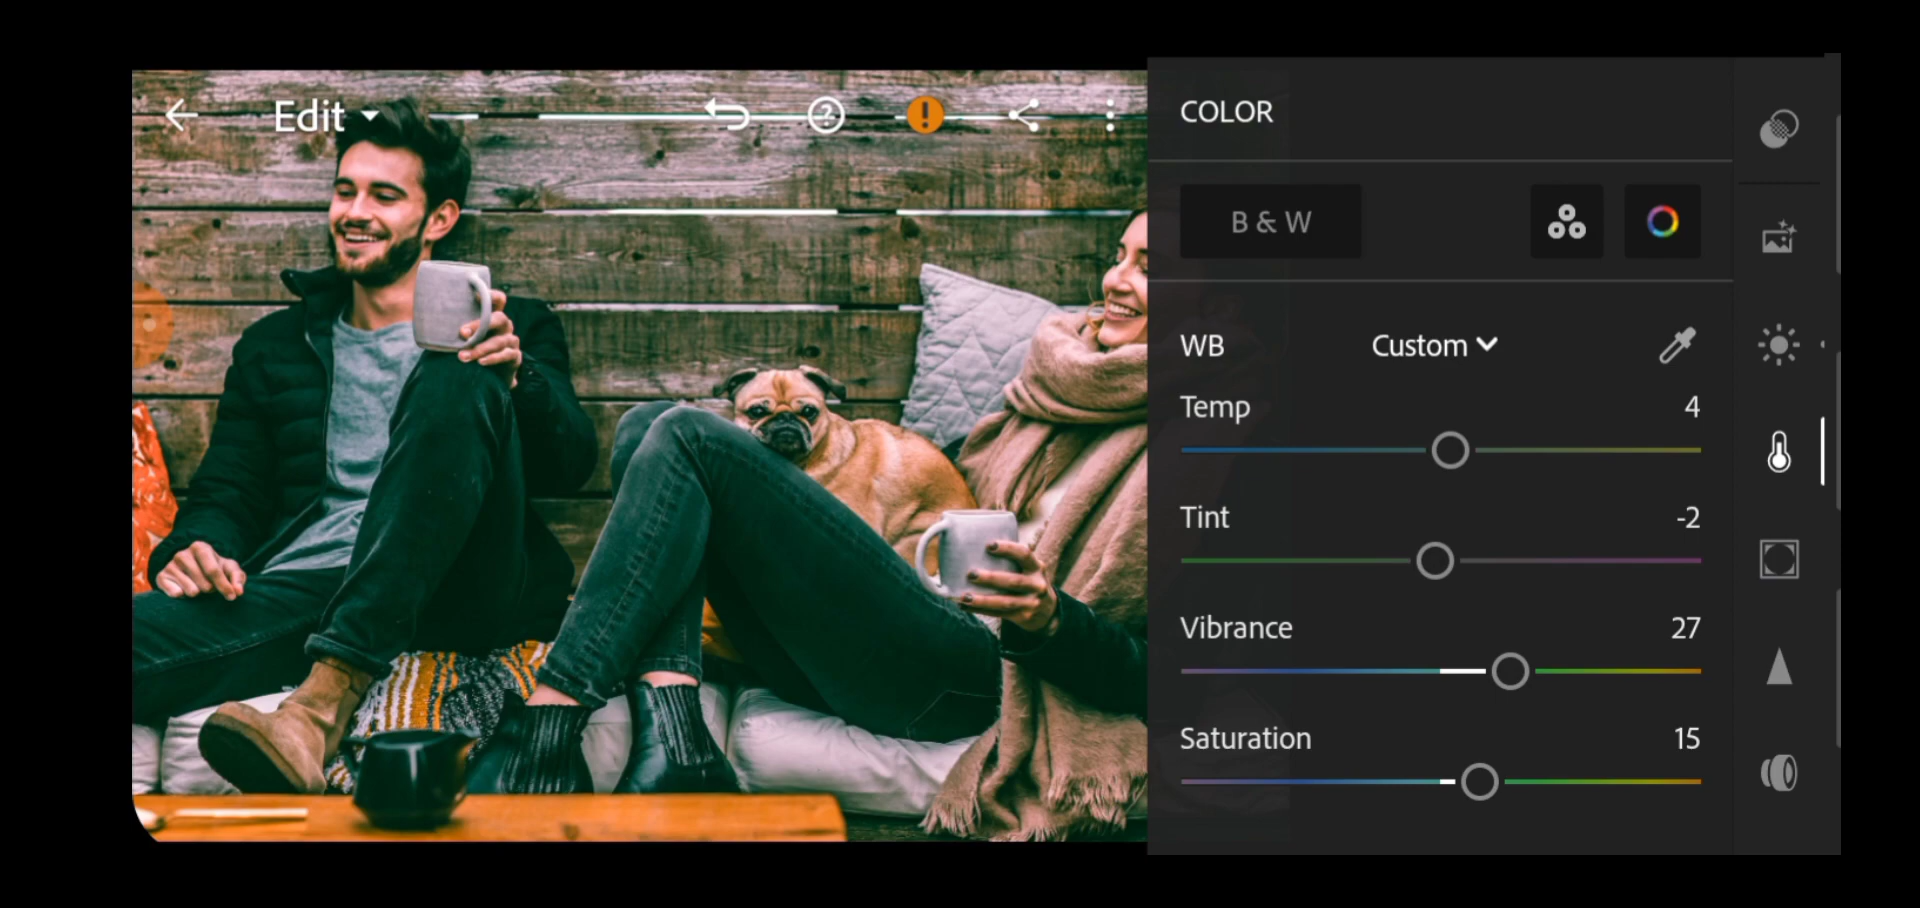 Edit
COLOR
B & W
WB Custom
Temp 4
Tint -2
Vibrance 27
Saturation 15